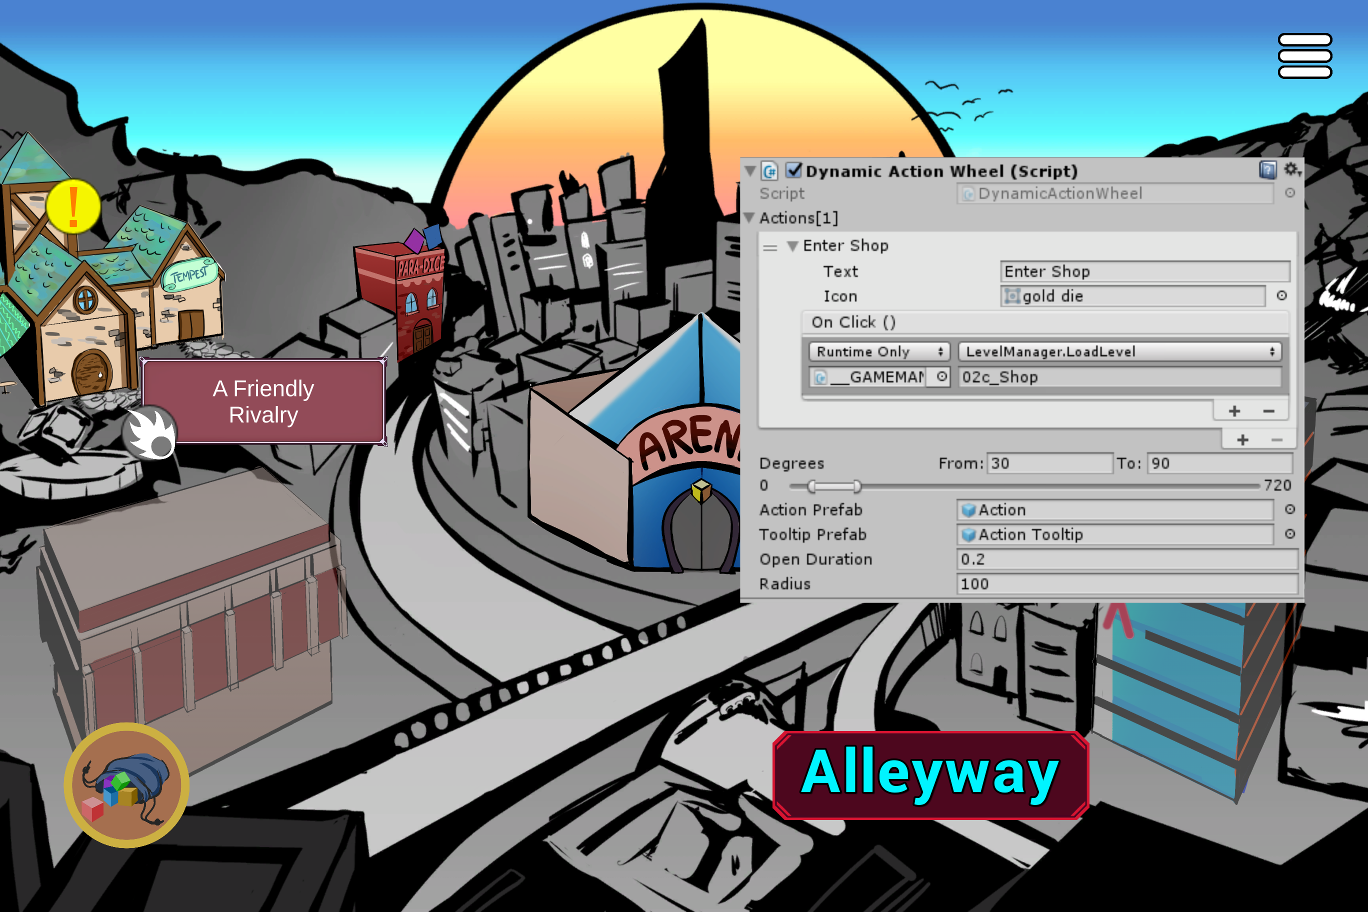 !
TEMPEST
PARA-DICE
A Friendly
Rivalry
Dynamic Action Wheel (Script)
Script DynamicActionWheel
Actions[1]
Enter Shop
Text Enter Shop
Icon gold die
On Click ()
Runtime Only LevelManager.LoadLevel
__GAMEMAN 02c_Shop
Degrees From: 30 To: 90
0 720
Action Prefab Action
Tooltip Prefab Action Tooltip
Open Duration 0.2
Radius 100
AREN
Alleyway